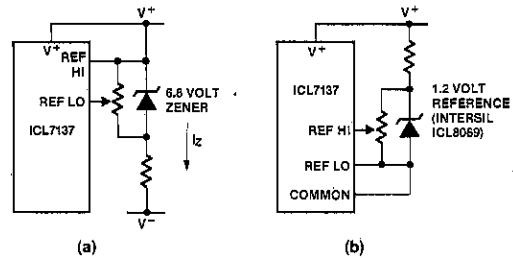 V+
V+
REF
HI
ICL7137
REF LO
6.8 VOLT
ZENER
IZ
V−
(a)
V+
V+
ICL7137
REF HI
REF LO
COMMON
1.2 VOLT
REFERENCE
(INTERSIL
ICL8069)
(b)